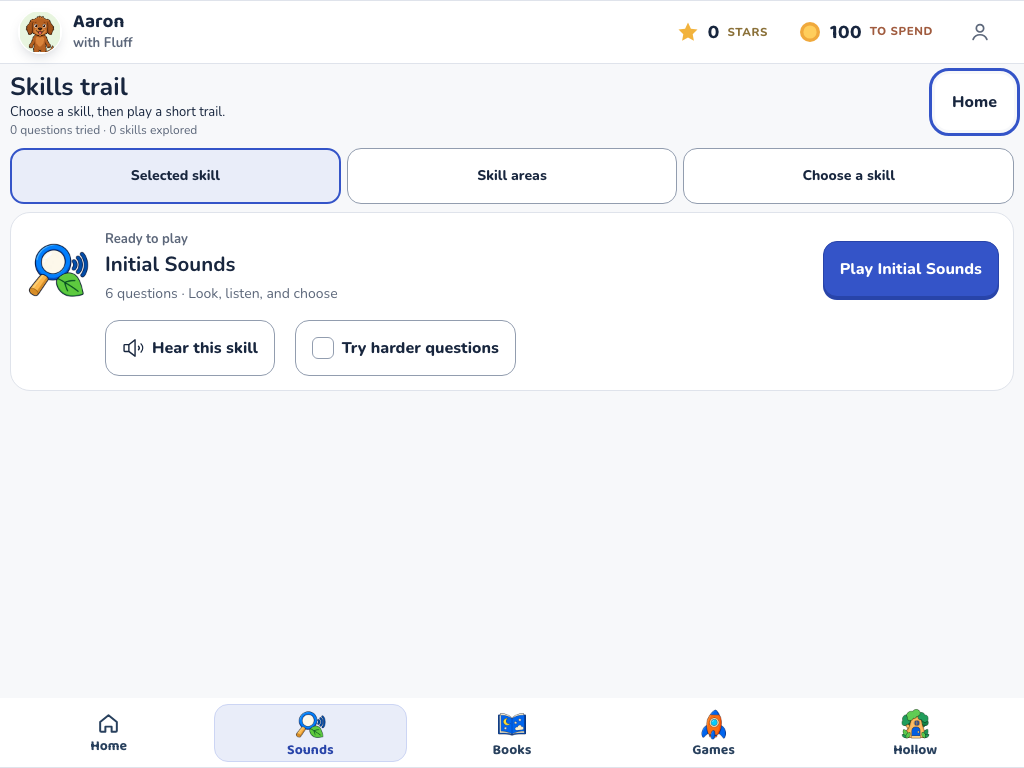 Aaron
with Fluff
0 STARS
100 TO SPEND
Skills trail
Choose a skill, then play a short trail.
0 questions tried · 0 skills explored
Home
Selected skill
Skill areas
Choose a skill
Ready to play
Initial Sounds
6 questions · Look, listen, and choose
Play Initial Sounds
Hear this skill
Try harder questions
Home
Sounds
Books
Games
Hollow